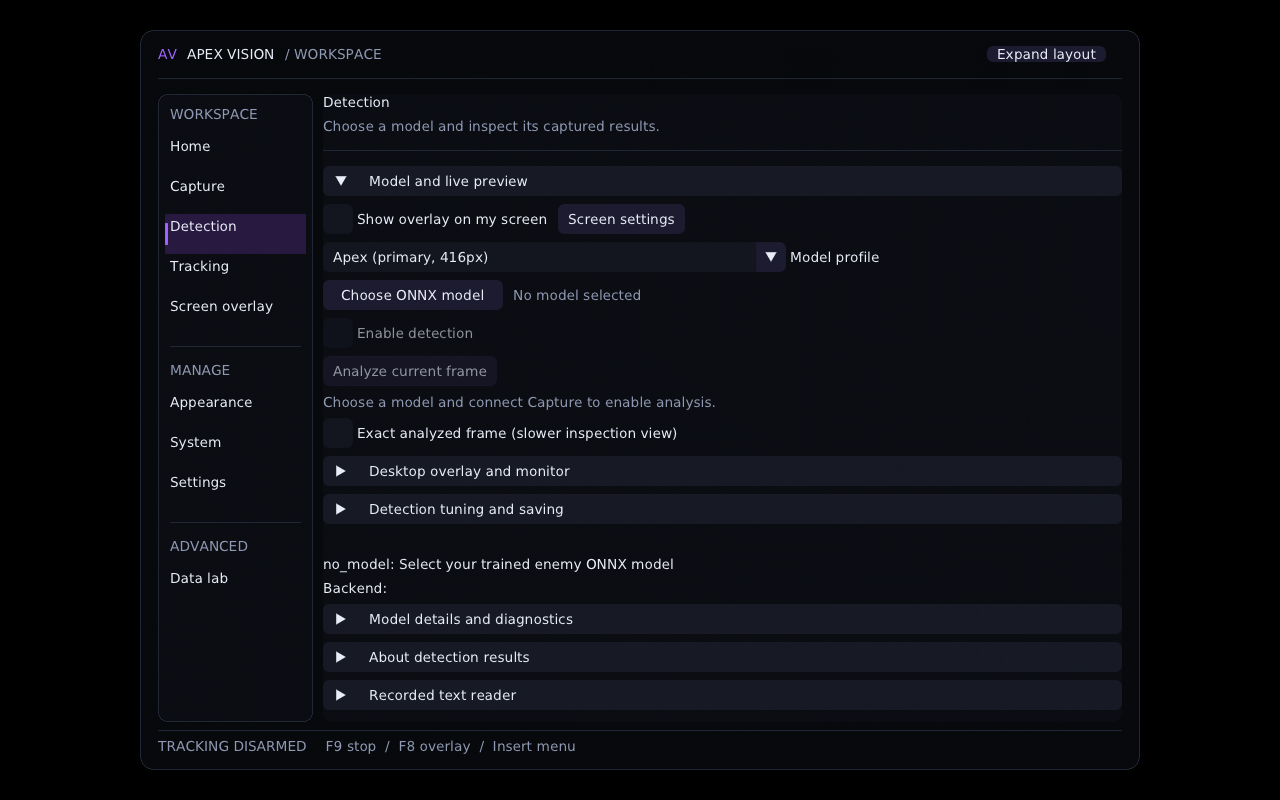 AV APEX VISION / WORKSPACE
Expand layout
WORKSPACE
Home
Capture
Detection
Tracking
Screen overlay
MANAGE
Appearance
System
Settings
ADVANCED
Data lab
Detection
Choose a model and inspect its captured results.
Model and live preview
Show overlay on my screen Screen settings
Apex (primary, 416px) Model profile
Choose ONNX model No model selected
Enable detection
Analyze current frame
Choose a model and connect Capture to enable analysis.
Exact analyzed frame (slower inspection view)
Desktop overlay and monitor
Detection tuning and saving
no_model: Select your trained enemy ONNX model
Backend:
Model details and diagnostics
About detection results
Recorded text reader
TRACKING DISARMED F9 stop / F8 overlay / Insert menu